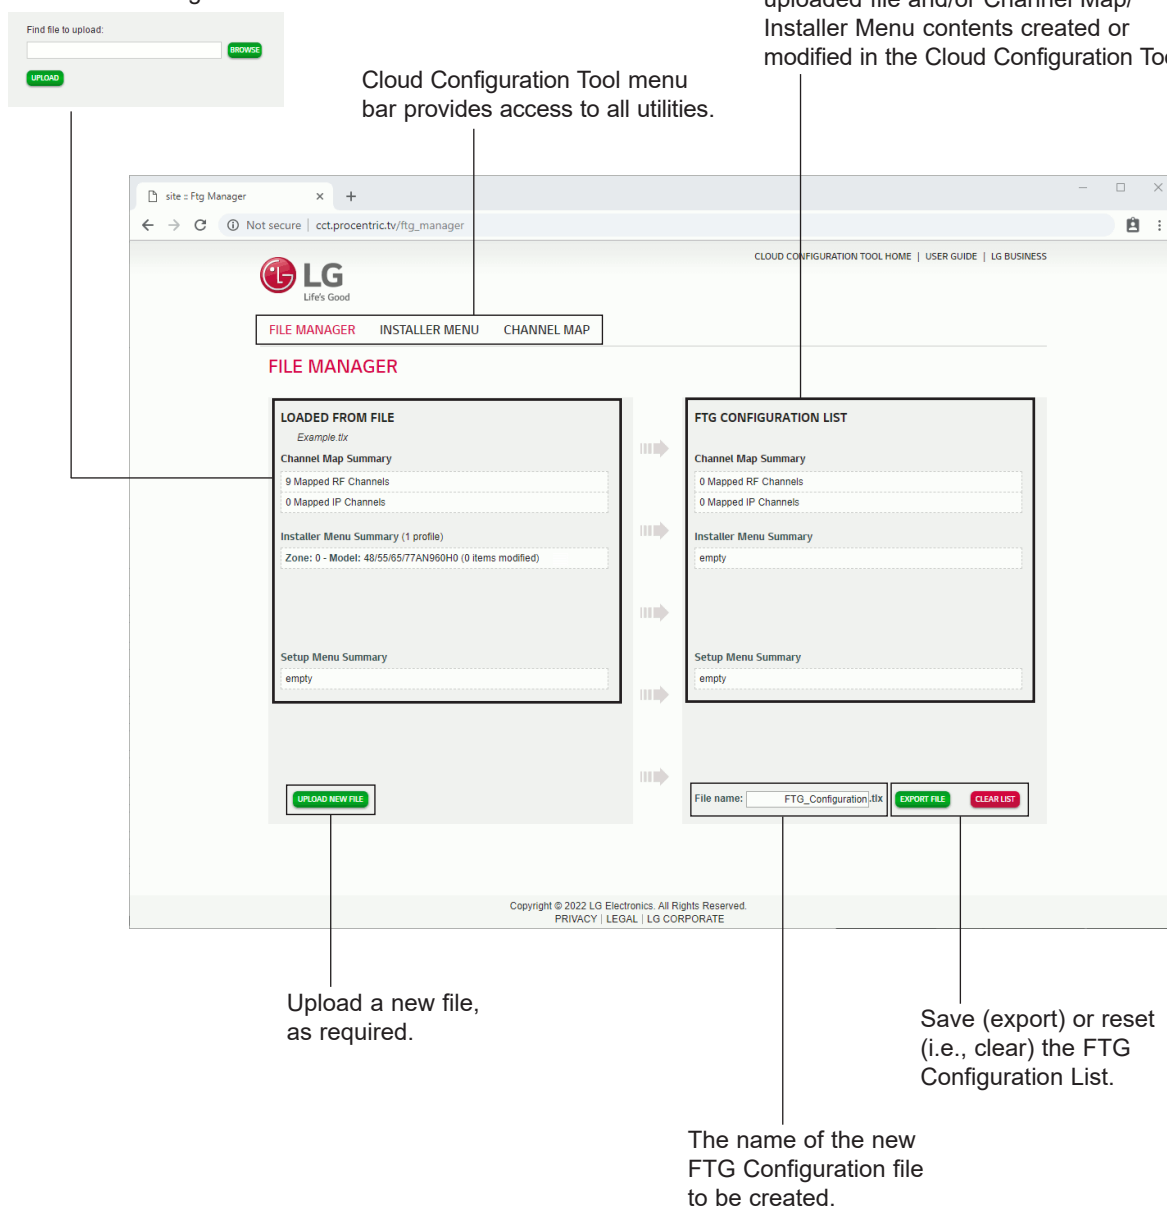 Find file to upload:
BROWSE
UPLOAD
uploaded file and/or Channel Map/
Installer Menu contents created or
modified in the Cloud Configuration
Cloud Configuration Tool menu
bar provides access to all utilities.
site :: Ftg Manager
Not secure | cct.procentric.tv/ftg_manager
LG
Life's Good
CLOUD CONFIGURATION TOOL HOME | USER GUIDE | LG BUSINESS
FILE MANAGER INSTALLER MENU CHANNEL MAP
FILE MANAGER
LOADED FROM FILE
Example.tlx
Channel Map Summary
9 Mapped RF Channels
0 Mapped IP Channels
Installer Menu Summary (1 profile)
Zone: 0 - Model: 48/55/65/77AN960H0 (0 items modified)
Setup Menu Summary
empty
UPLOAD NEW FILE
FTG CONFIGURATION LIST
Channel Map Summary
0 Mapped RF Channels
0 Mapped IP Channels
Installer Menu Summary
empty
Setup Menu Summary
empty
File name: FTG_Configuration .tlx EXPORT FILE CLEAR LIST
Copyright © 2022 LG Electronics. All Rights Reserved.
PRIVACY | LEGAL | LG CORPORATE
Upload a new file,
as required.
Save (export) or reset
(i.e., clear) the FTG
Configuration List.
The name of the new
FTG Configuration file
to be created.